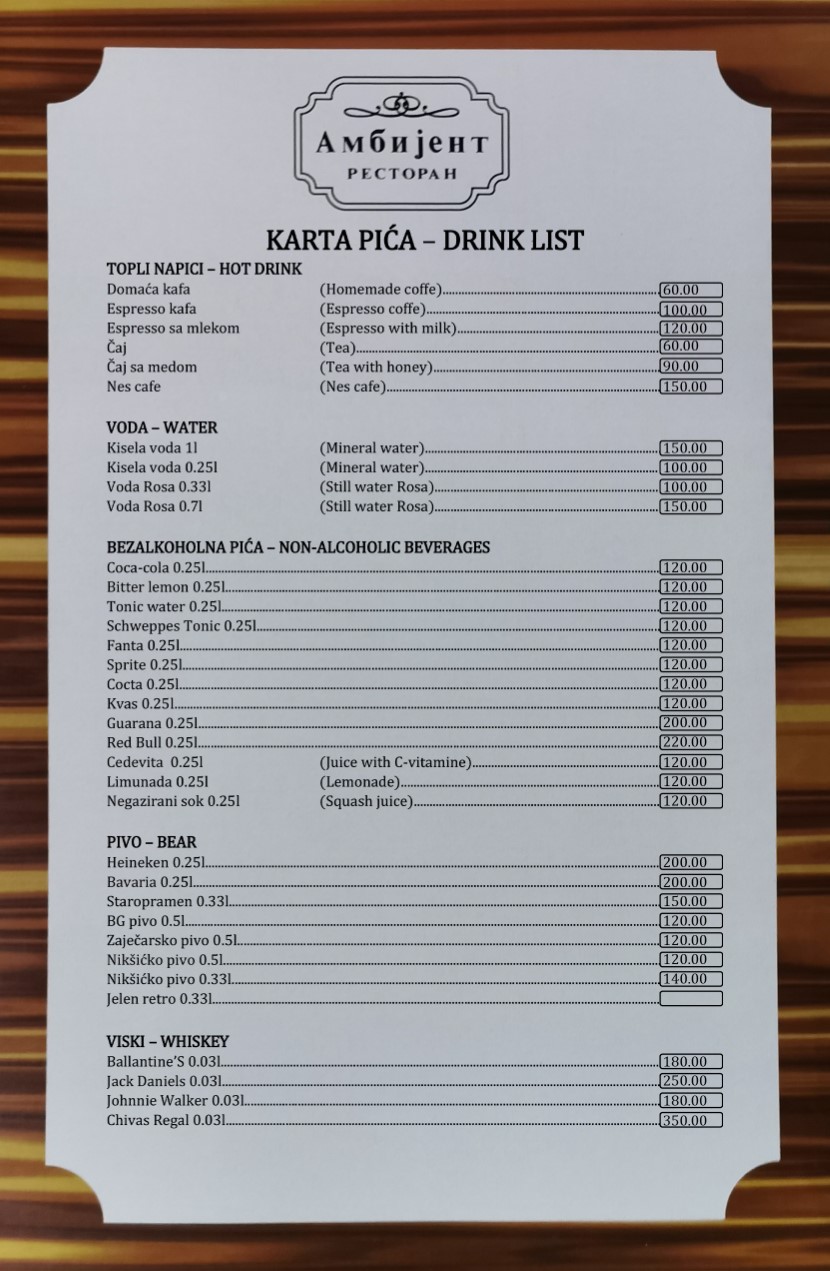 Амбијент
РЕСТОРАН
KARTA PIĆA – DRINK LIST
TOPLI NAPICI – HOT DRINK
Domaća kafa (Homemade coffe)........60.00
Espresso kafa (Espresso coffe)........100.00
Espresso sa mlekom (Espresso with milk)........120.00
Čaj (Tea)........60.00
Čaj sa medom (Tea with honey)........90.00
Nes cafe (Nes cafe)........150.00
VODA – WATER
Kisela voda 1l (Mineral water)........150.00
Kisela voda 0.25l (Mineral water)........100.00
Voda Rosa 0.33l (Still water Rosa)........100.00
Voda Rosa 0.7l (Still water Rosa)........150.00
BEZALKOHOLNA PIĆA – NON-ALCOHOLIC BEVERAGES
Coca-cola 0.25l........120.00
Bitter lemon 0.25l........120.00
Tonic water 0.25l........120.00
Schweppes Tonic 0.25l........120.00
Fanta 0.25l........120.00
Sprite 0.25l........120.00
Cocta 0.25l........120.00
Kvas 0.25l........120.00
Guarana 0.25l........200.00
Red Bull 0.25l........220.00
Cedevita 0.25l (Juice with C-vitamine)........120.00
Limunada 0.25l (Lemonade)........120.00
Negazirani sok 0.25l (Squash juice)........120.00
PIVO – BEAR
Heineken 0.25l........200.00
Bavaria 0.25l........200.00
Staropramen 0.33l........150.00
BG pivo 0.5l........120.00
Zaječarsko pivo 0.5l........120.00
Nikšićko pivo 0.5l........120.00
Nikšićko pivo 0.33l........140.00
Jelen retro 0.33l........
VISKI – WHISKEY
Ballantine’S 0.03l........180.00
Jack Daniels 0.03l........250.00
Johnnie Walker 0.03l........180.00
Chivas Regal 0.03l........350.00